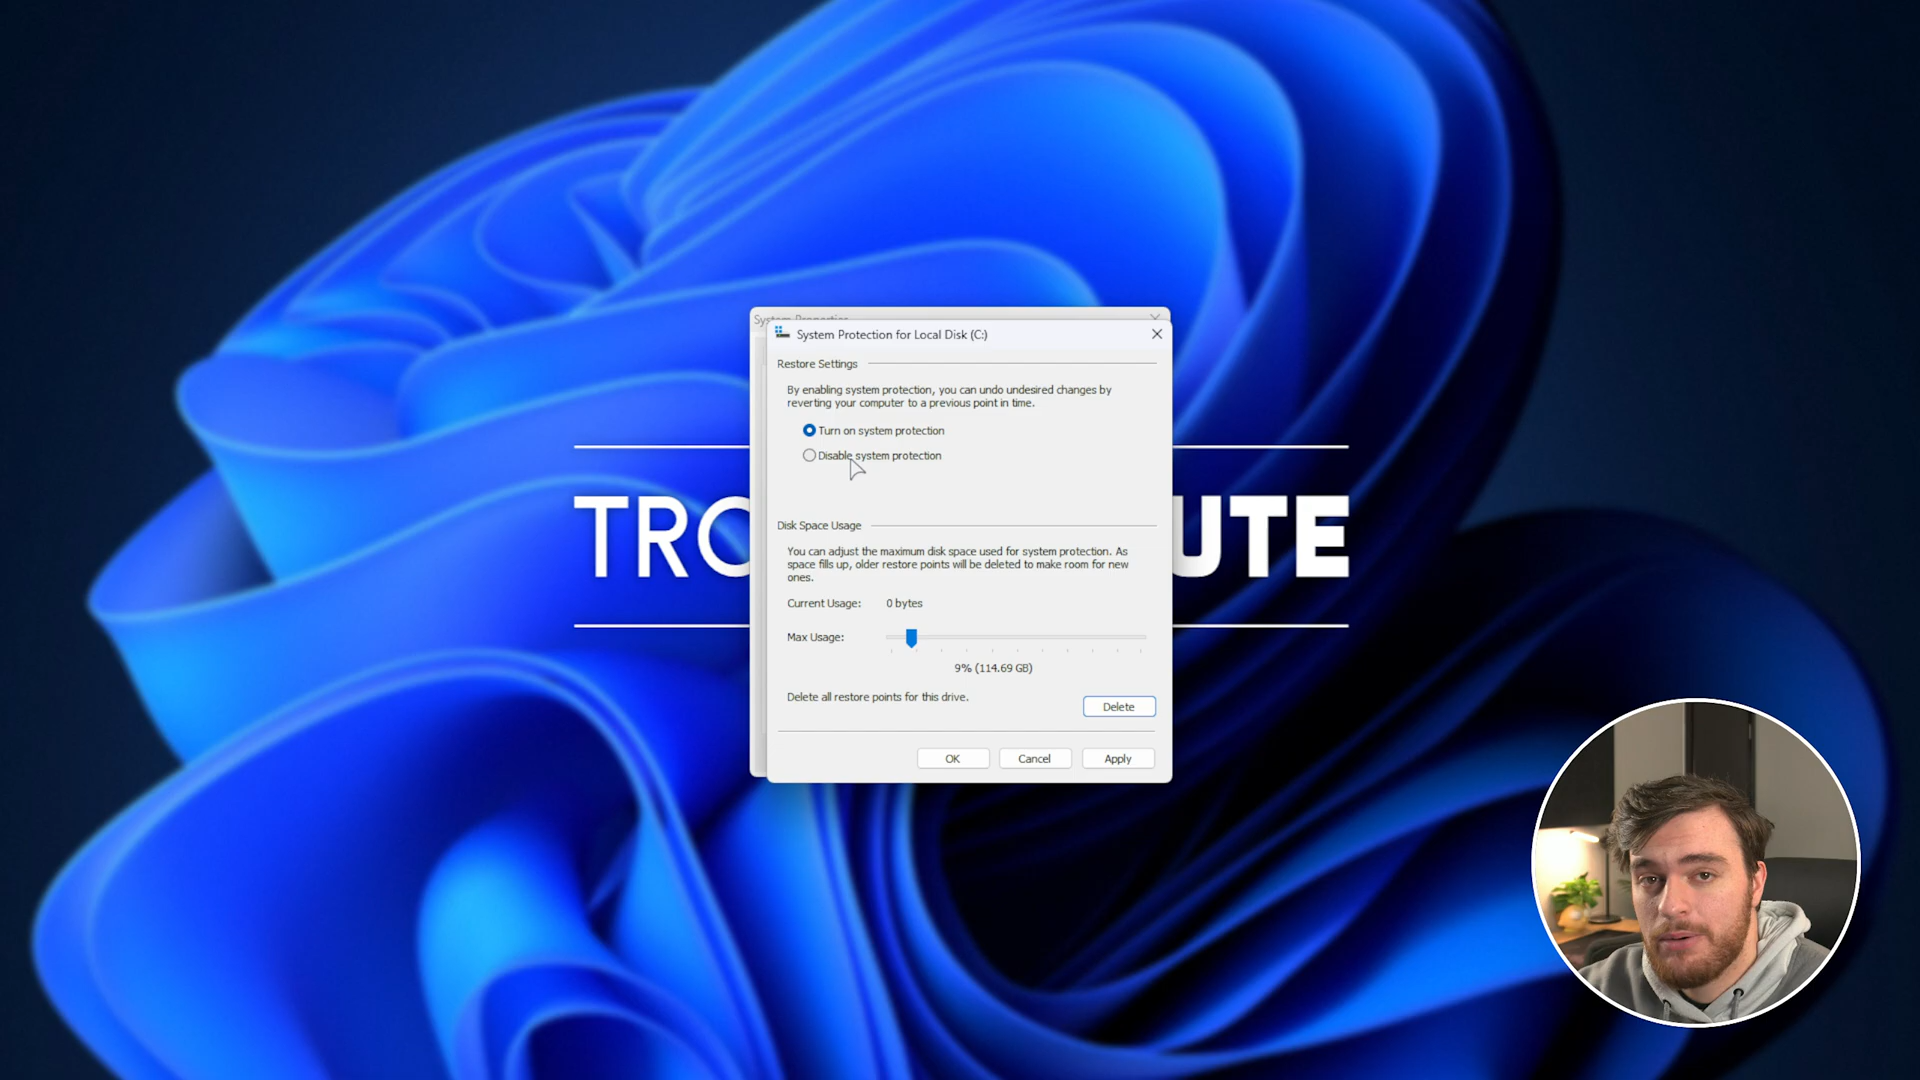 System Properties
System Protection for Local Disk (C:)
Restore Settings
By enabling system protection, you can undo undesired changes by
reverting your computer to a previous point in time.
Turn on system protection
Disable system protection
TRO UTE
Disk Space Usage
You can adjust the maximum disk space used for system protection. As
space fills up, older restore points will be deleted to make room for new
ones.
Current Usage: 0 bytes
Max Usage:
9% (114.69 GB)
Delete all restore points for this drive.
Delete
OK Cancel Apply